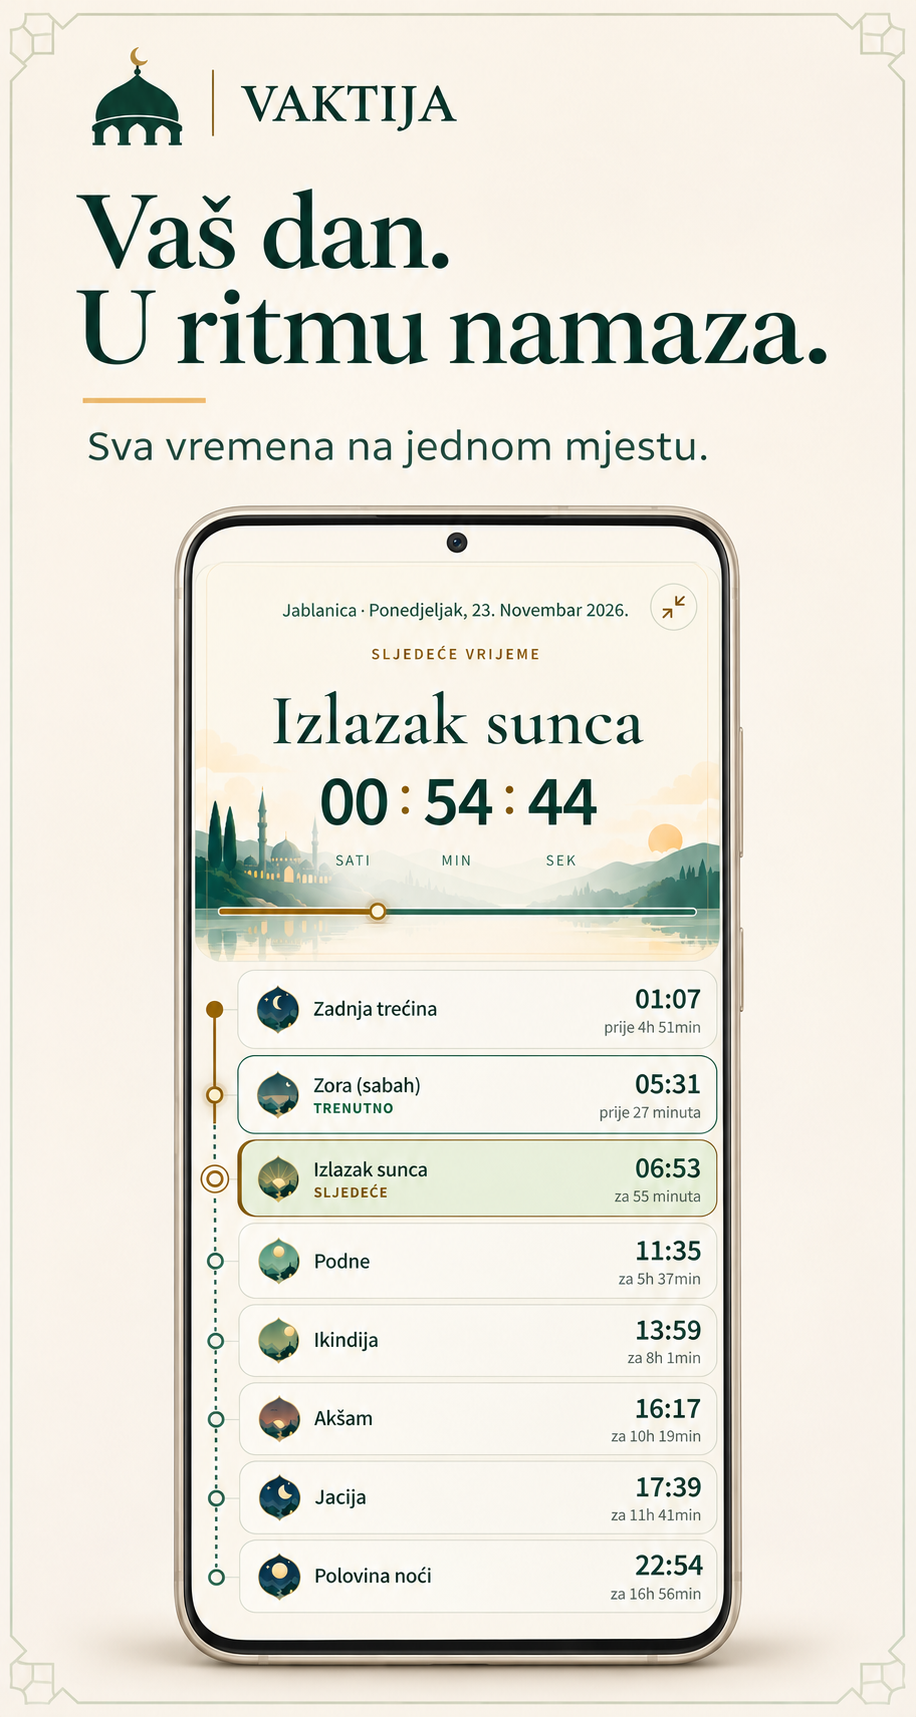 VAKTIJA
Vaš dan.
U ritmu namaza.
Sva vremena na jednom mjestu.
Jablanica · Ponedjeljak, 23. Novembar 2026.
SLJEDEĆE VRIJEME
Izlazak sunca
00 : 54 : 44
SATI MIN SEK
Zadnja trećina 01:07
prije 4h 51min
Zora (sabah) 05:31
TRENUTNO prije 27 minuta
Izlazak sunca 06:53
SLJEDEĆE za 55 minuta
Podne 11:35
za 5h 37min
Ikindija 13:59
za 8h 1min
Akšam 16:17
za 10h 19min
Jacija 17:39
za 11h 41min
Polovina noći 22:54
za 16h 56min